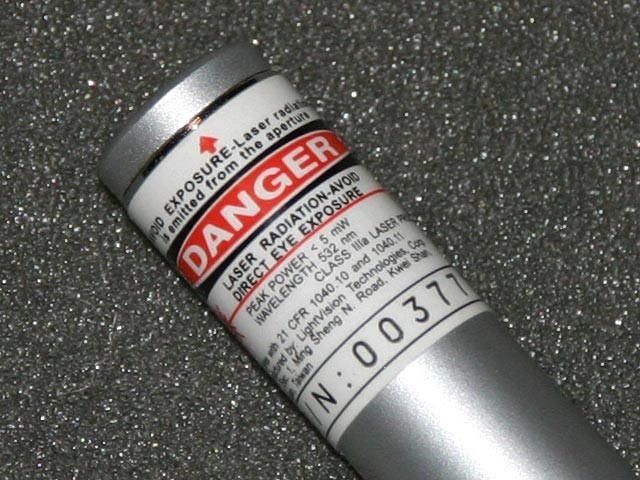 EXPOSURE-Laser
is emitted from the aperture
DANGER
LASER RADIATION-AVOID
DIRECT EYE EXPOSURE
PEAK POWER < 5 mW
WAVELENGTH 532 nm
CLASS IIIa LASER
with 21 CFR 1040.10 and 1040.11
by: LightVision Technologies, Corp
1, Ming Sheng N. Road, Kwei Shan,
Taiwan
N: 00377